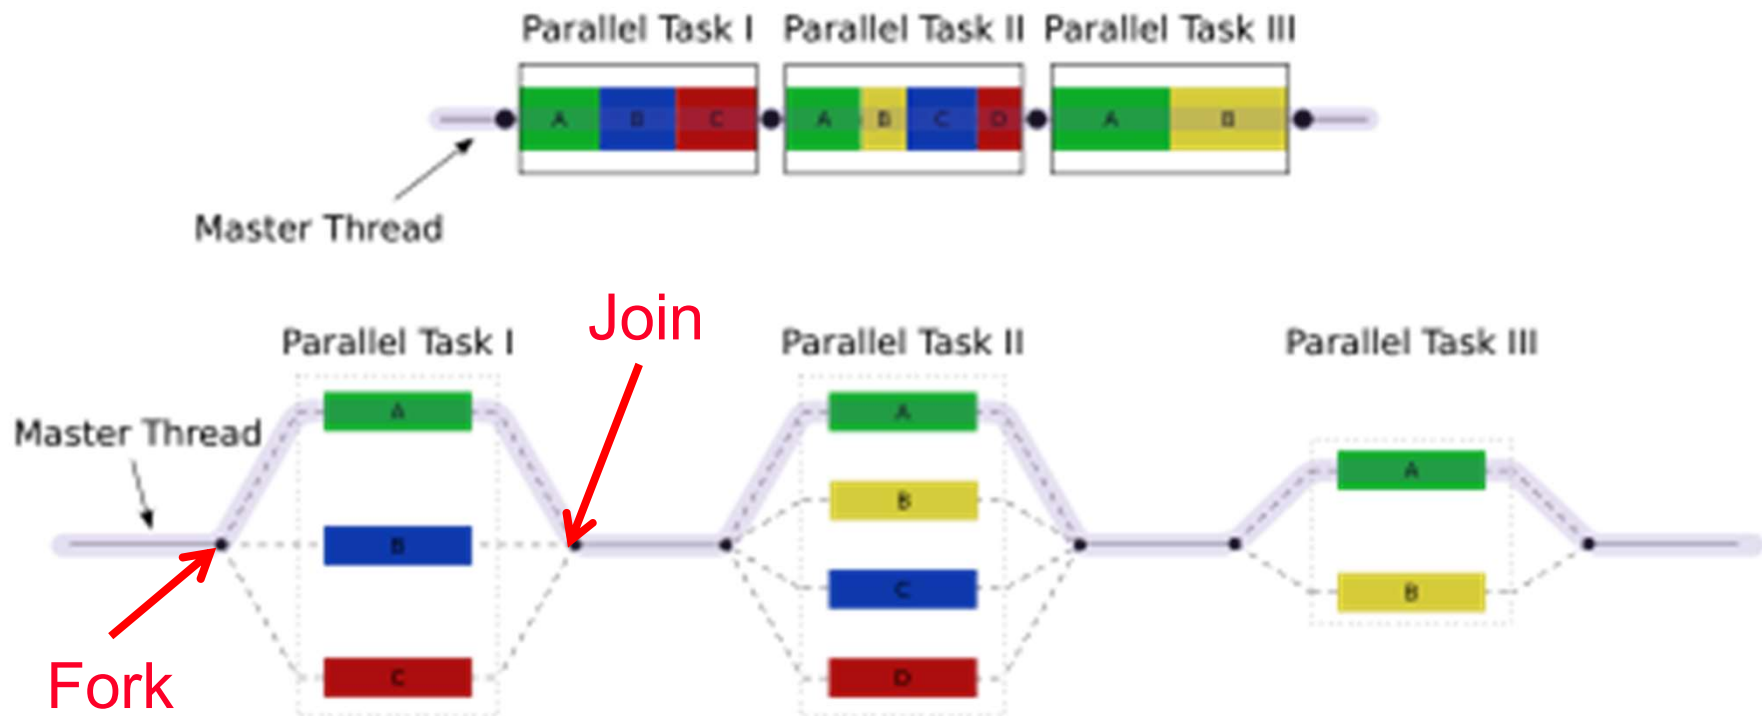 Parallel Task I Parallel Task II Parallel Task III
A B C A B C D A B
Master Thread
Join
Parallel Task I Parallel Task II Parallel Task III
A A
Master Thread A
B
B
C B
C D
Fork